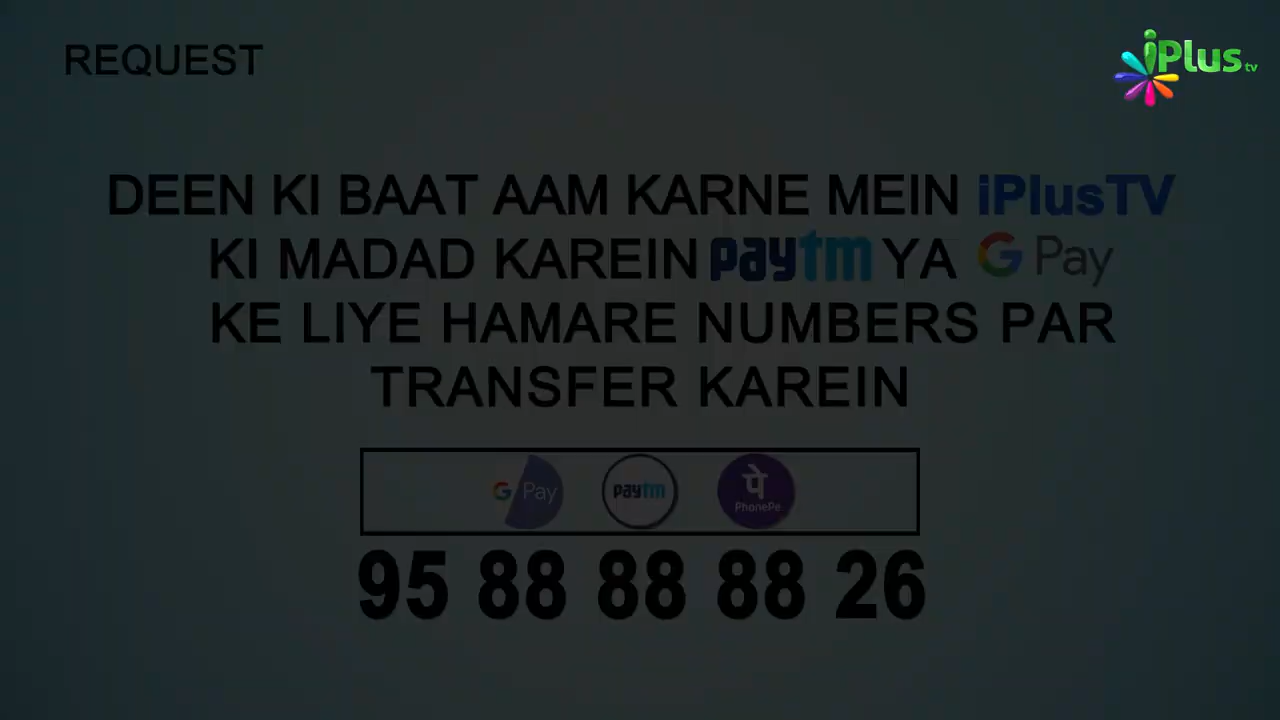 REQUEST
iPlus tv
DEEN KI BAAT AAM KARNE MEIN iPlusTV
KI MADAD KAREIN paytm YA G Pay
KE LIYE HAMARE NUMBERS PAR
TRANSFER KAREIN
G Pay paytm पे PhonePe
95 88 88 88 26